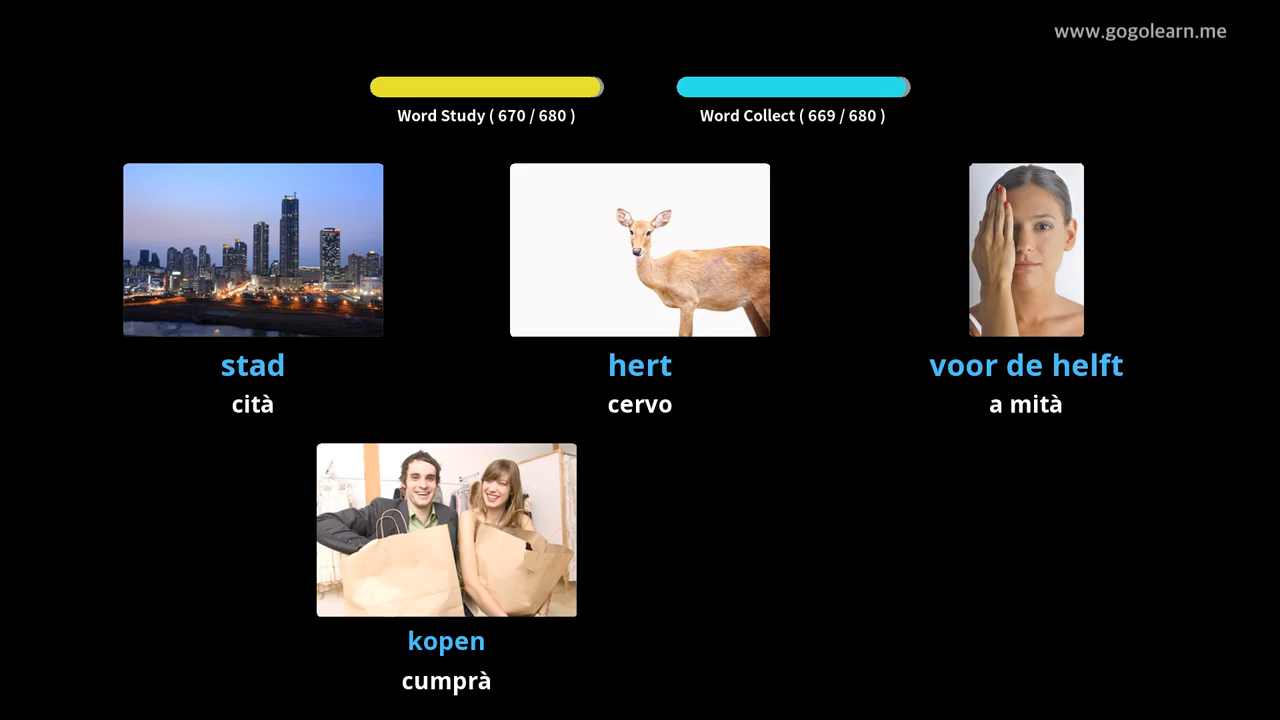 www.gogolearn.me
Word Study ( 670 / 680 )
Word Collect ( 669 / 680 )
stad
cità
hert
cervo
voor de helft
a mità
kopen
cumprà